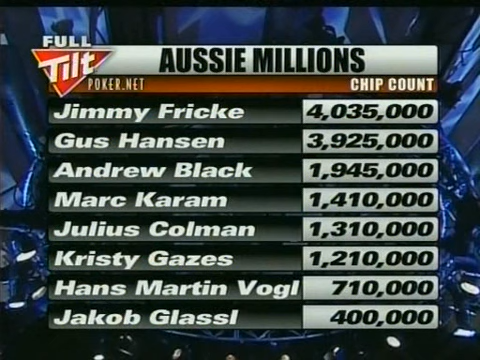 FULL
TILT
POKER.NET
AUSSIE MILLIONS
CHIP COUNT
Jimmy Fricke 4,035,000
Gus Hansen 3,925,000
Andrew Black 1,945,000
Marc Karam 1,410,000
Julius Colman 1,310,000
Kristy Gazes 1,210,000
Hans Martin Vogl 710,000
Jakob Glassl 400,000